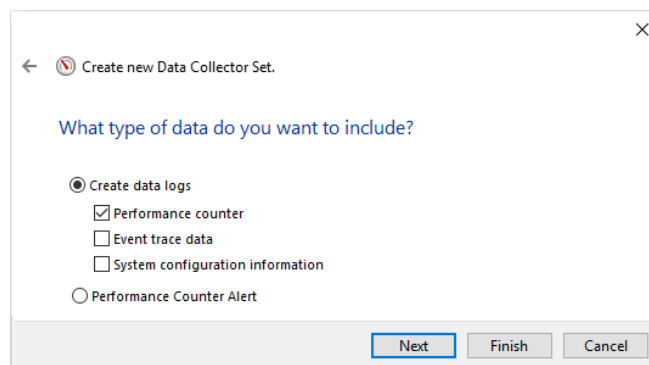 Create new Data Collector Set.
What type of data do you want to include?
Create data logs
Performance counter
Event trace data
System configuration information
Performance Counter Alert
Next Finish Cancel